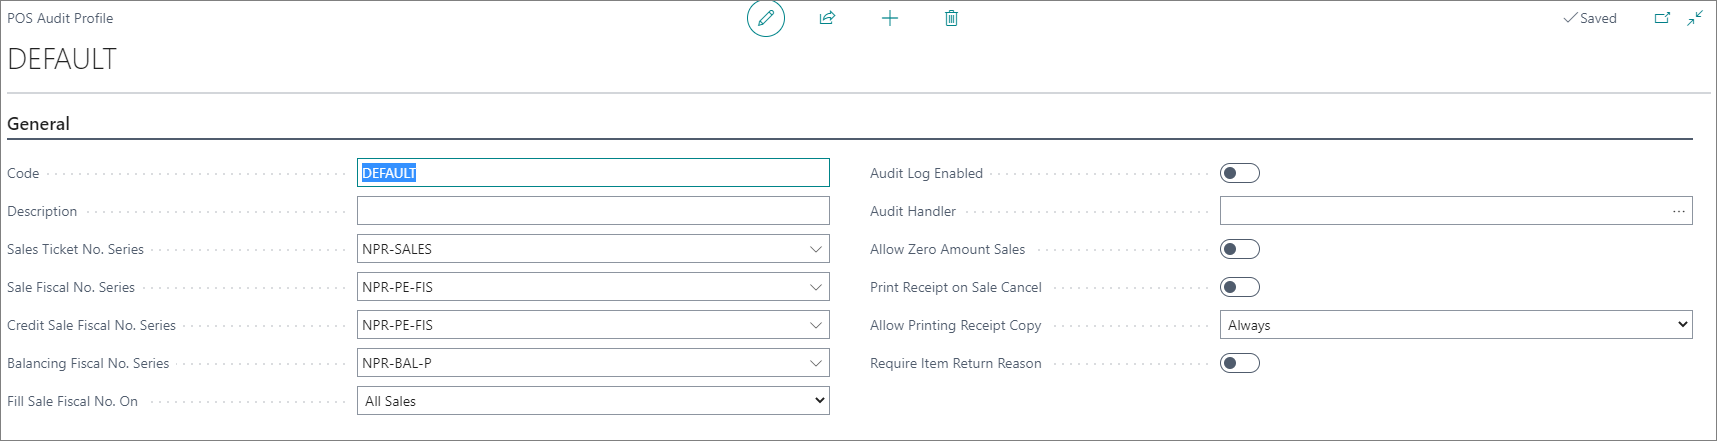 POS Audit Profile
Saved
DEFAULT
General
Code
DEFAULT
Description
Sales Ticket No. Series
NPR-SALES
Sale Fiscal No. Series
NPR-PE-FIS
Credit Sale Fiscal No. Series
NPR-PE-FIS
Balancing Fiscal No. Series
NPR-BAL-P
Fill Sale Fiscal No. On
All Sales
Audit Log Enabled
Audit Handler
...
Allow Zero Amount Sales
Print Receipt on Sale Cancel
Allow Printing Receipt Copy
Always
Require Item Return Reason